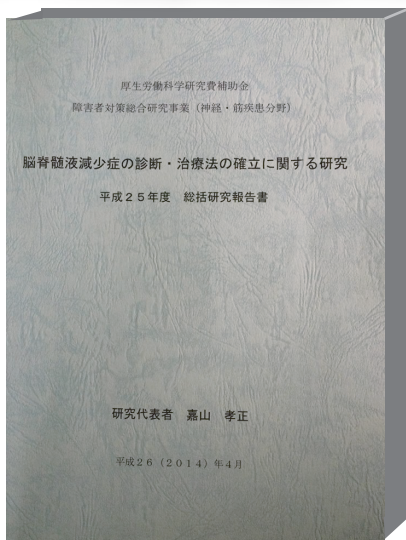 厚生労働科学研究費補助金
障害者対策総合研究事業（神経・筋疾患分野）
脳脊髄液減少症の診断・治療法の確立に関する研究
平成２５年度　総括研究報告書
研究代表者　嘉山　孝正
平成２６（２０１４）年４月